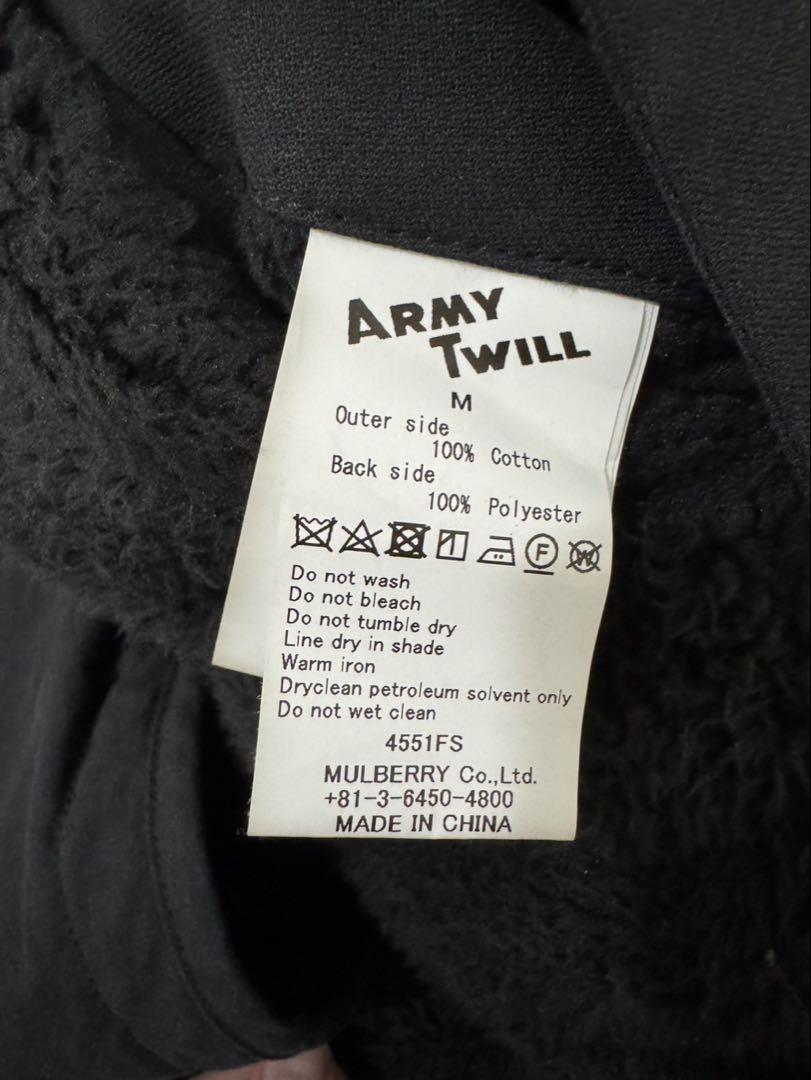 ARMY
TWILL
M
Outer side
100% Cotton
Back side
100% Polyester
F W
Do not wash
Do not bleach
Do not tumble dry
Line dry in shade
Warm iron
Dryclean petroleum solvent only
Do not wet clean
4551FS
MULBERRY Co.,Ltd.
+81-3-6450-4800
MADE IN CHINA